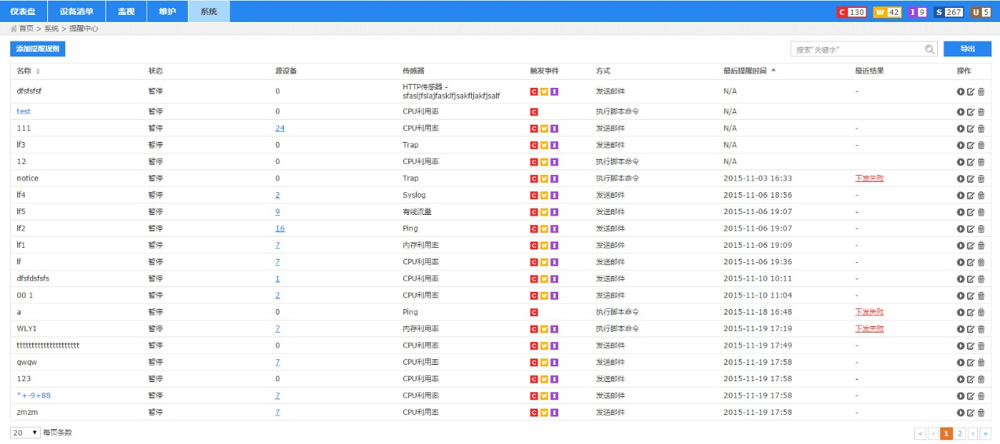 仪表盘 设备清单 监视 维护 系统 C 130 W 42 I 9 S 267 U 5
首页 > 系统 > 提醒中心
添加提醒规则 搜索"关键字" 导出
名称 状态 源设备 传感器 触发事件 方式 最后提醒时间 最近结果 操作
dfsfsfsf 暂停 0 HTTP传感器 - sfasljfslajfasklfjsakfljakfjsalf C W I 发送邮件 N/A -
test 暂停 0 CPU利用率 C 执行脚本命令 N/A
111 暂停 24 CPU利用率 C W I 发送邮件 N/A -
lf3 暂停 0 Trap C W I 发送邮件 N/A -
12 暂停 0 CPU利用率 C W I 执行脚本命令 N/A
notice 暂停 0 Trap C W I 执行脚本命令 2015-11-03 16:33 下发失败
lf4 暂停 2 Syslog C W I 发送邮件 2015-11-06 18:56 -
lf5 暂停 9 有线流量 C W I 发送邮件 2015-11-06 19:07 -
lf2 暂停 16 Ping C W I 发送邮件 2015-11-06 19:07 -
lf1 暂停 7 内存利用率 C W I 发送邮件 2015-11-06 19:09 -
lf 暂停 7 CPU利用率 C W I 发送邮件 2015-11-06 19:36 -
dfsfdsfsfs 暂停 1 CPU利用率 C W I 发送邮件 2015-11-10 10:11 -
00 1 暂停 2 CPU利用率 C W I 发送邮件 2015-11-10 11:04 -
a 暂停 0 Ping C 执行脚本命令 2015-11-18 16:48 下发失败
WLY1 暂停 7 内存利用率 C W I 执行脚本命令 2015-11-19 17:19 下发失败
ttttttttttttttttttttt 暂停 0 CPU利用率 C W I 发送邮件 2015-11-19 17:49 -
qwqw 暂停 7 CPU利用率 C W I 发送邮件 2015-11-19 17:58 -
123 暂停 0 CPU利用率 C W I 发送邮件 2015-11-19 17:58 -
*+-9+88 暂停 7 CPU利用率 C W I 发送邮件 2015-11-19 17:58 -
zmzm 暂停 7 CPU利用率 C W I 发送邮件 2015-11-19 17:58 -
20 每页条数 « ‹ 1 2 › »